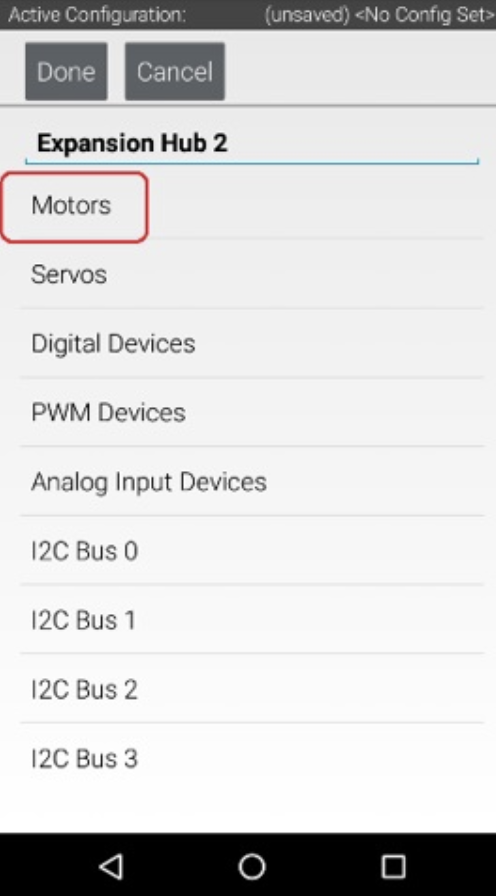 Active Configuration: (unsaved) <No Config Set>
Done Cancel
Expansion Hub 2
Motors
Servos
Digital Devices
PWM Devices
Analog Input Devices
I2C Bus 0
I2C Bus 1
I2C Bus 2
I2C Bus 3